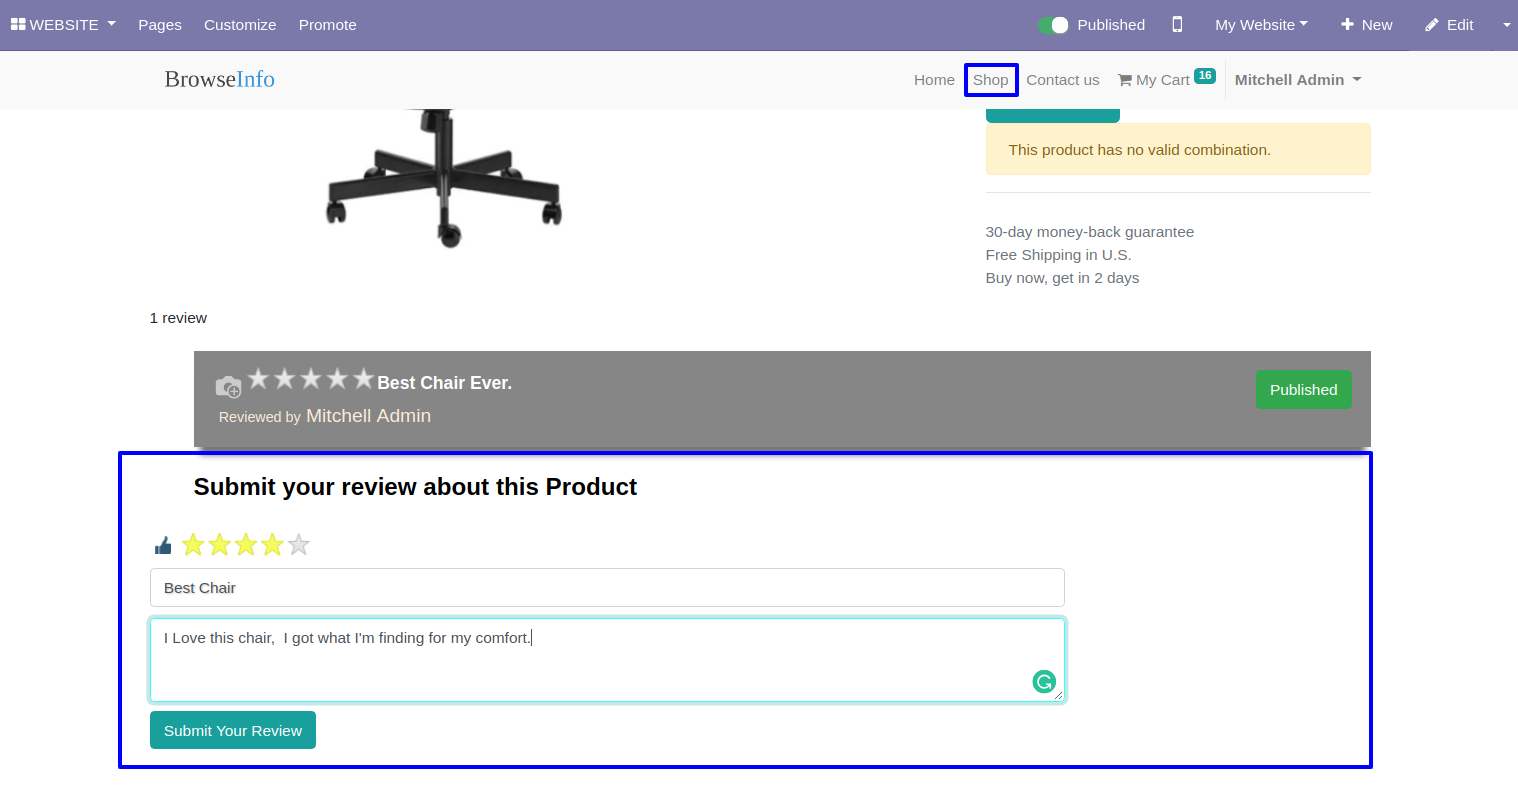 WEBSITE Pages Customize Promote Published My Website New Edit
BrowseInfo Home Shop Contact us My Cart 16 Mitchell Admin
This product has no valid combination.
30-day money-back guarantee
Free Shipping in U.S.
Buy now, get in 2 days
1 review
Best Chair Ever.
Published
Reviewed by Mitchell Admin
Submit your review about this Product
Best Chair
I Love this chair,  I got what I'm finding for my comfort.
Submit Your Review